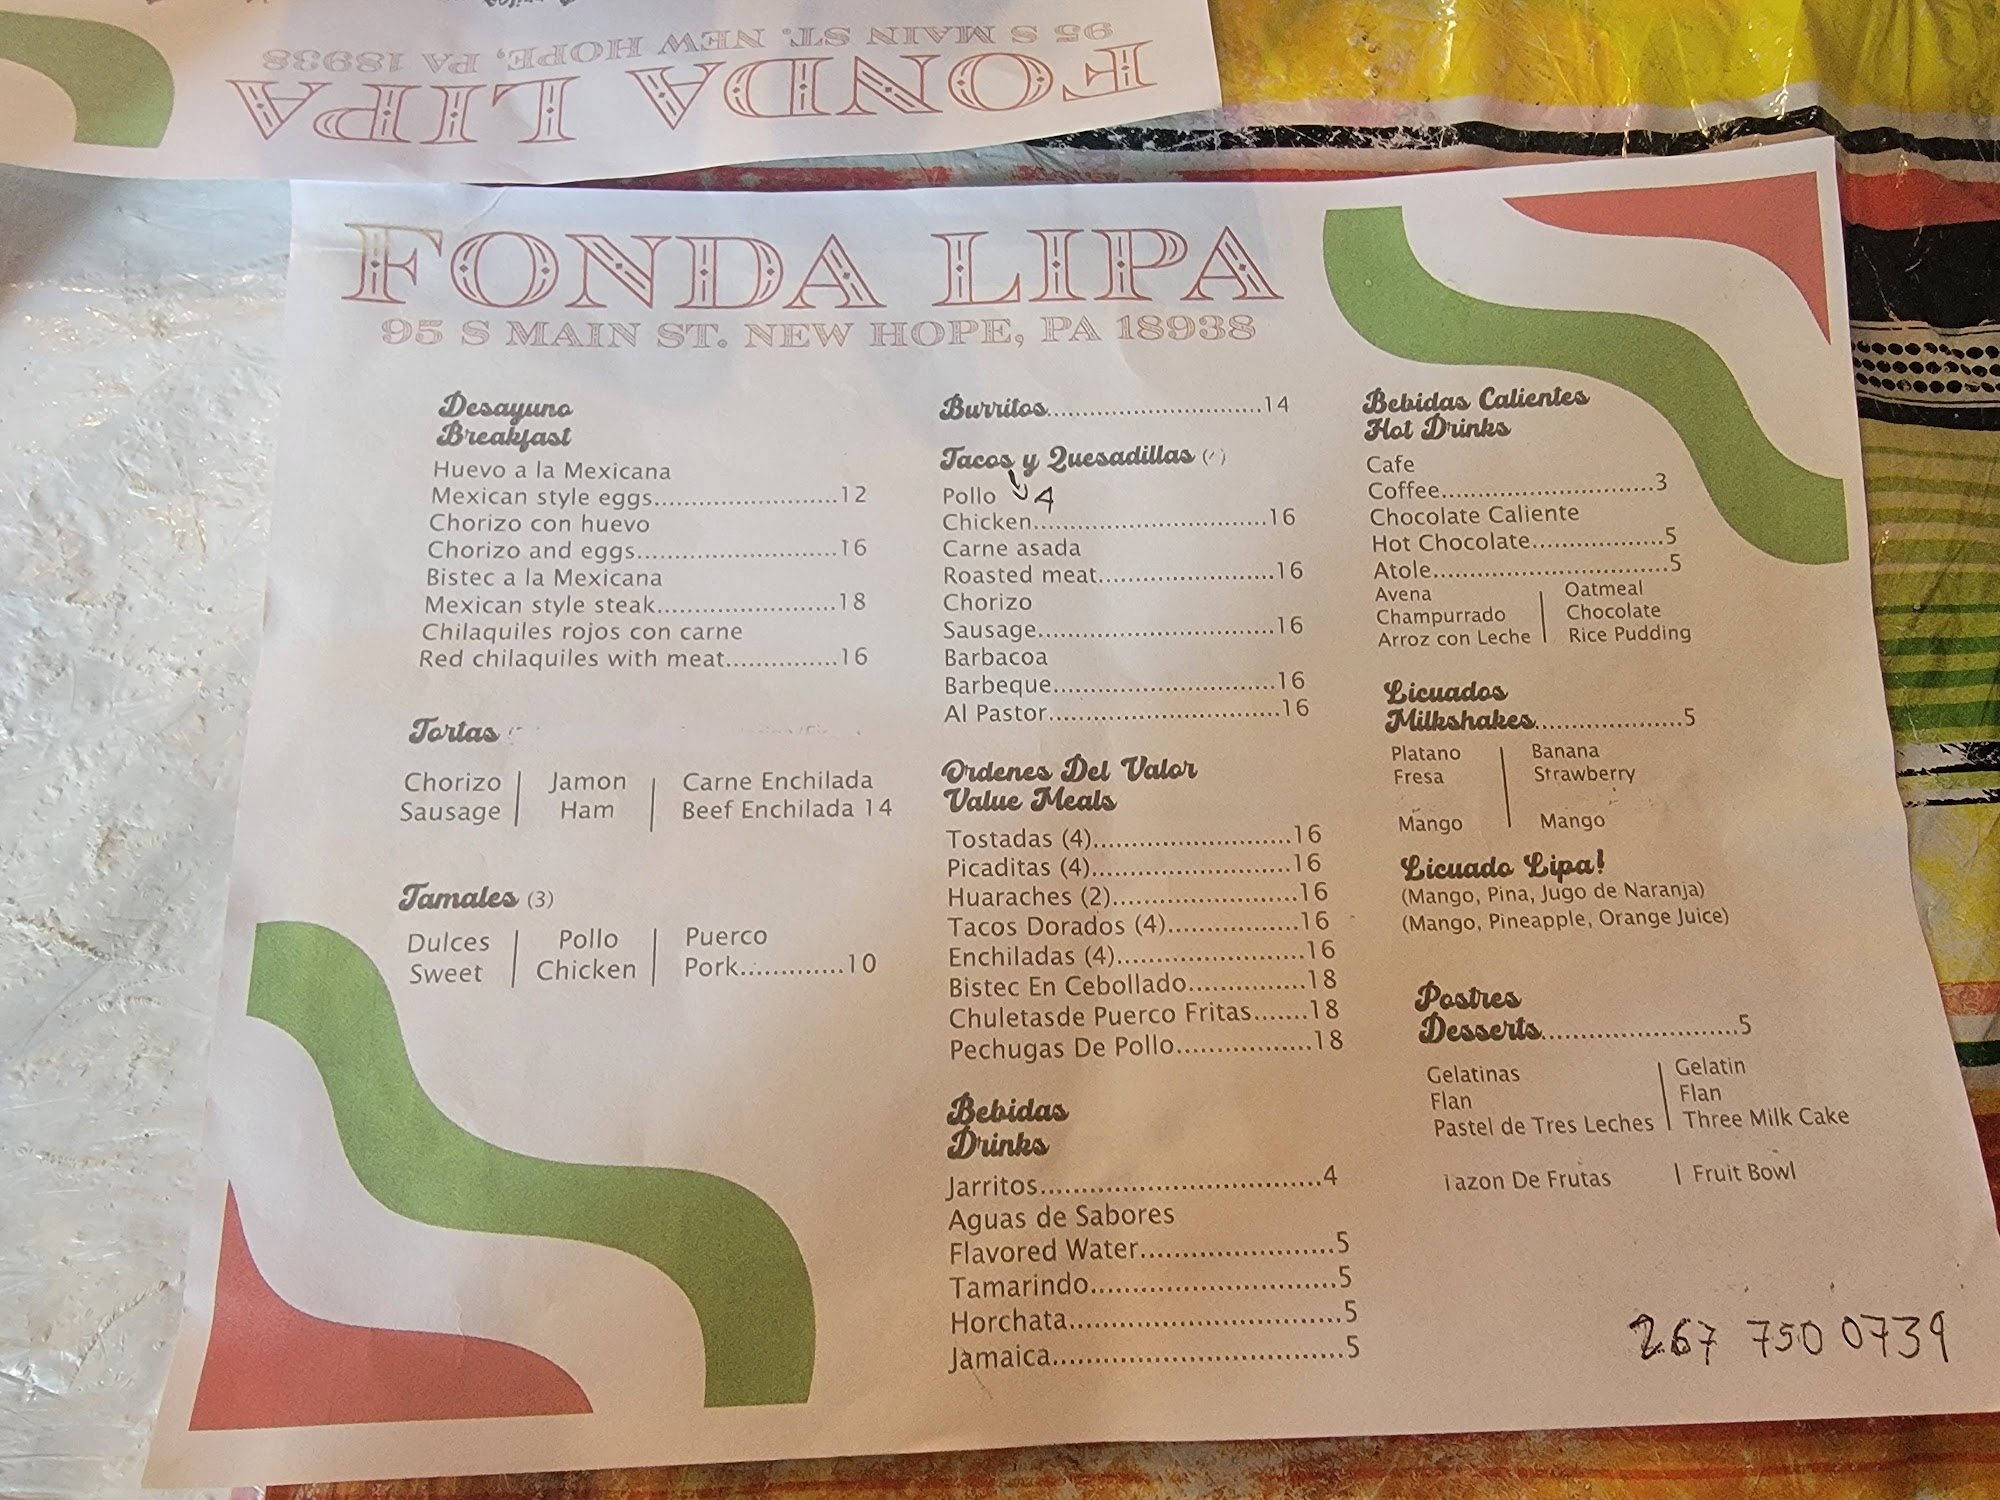 95 S MAIN ST. NEW HOPE, PA 18938
FONDA LIPA
FONDA LIPA
95 S MAIN ST. NEW HOPE, PA 18938
Desayuno
Breakfast
Huevo a la Mexicana
Mexican style eggs.........................12
Chorizo con huevo
Chorizo and eggs...........................16
Bistec a la Mexicana
Mexican style steak........................18
Chilaquiles rojos con carne
Red chilaquiles with meat...............16
Tortas
Chorizo | Jamon | Carne Enchilada
Sausage | Ham | Beef Enchilada 14
Tamales (3)
Dulces | Pollo | Puerco
Sweet | Chicken | Pork.............10
Burritos.............................14
Tacos y Quesadillas
Pollo 4
Chicken................................16
Carne asada
Roasted meat........................16
Chorizo
Sausage................................16
Barbacoa
Barbeque..............................16
Al Pastor...............................16
Ordenes Del Valor
Value Meals
Tostadas (4)..........................16
Picaditas (4)..........................16
Huaraches (2)........................16
Tacos Dorados (4).................16
Enchiladas (4)........................16
Bistec En Cebollado...............18
Chuletasde Puerco Fritas.......18
Pechugas De Pollo.................18
Bebidas
Drinks
Jarritos...................................4
Aguas de Sabores
Flavored Water........................5
Tamarindo..............................5
Horchata.................................5
Jamaica...................................5
Bebidas Calientes
Hot Drinks
Cafe
Coffee.............................3
Chocolate Caliente
Hot Chocolate.................5
Atole...............................5
Avena | Oatmeal
Champurrado | Chocolate
Arroz con Leche | Rice Pudding
Licuados
Milkshakes....................5
Platano | Banana
Fresa | Strawberry
Mango | Mango
Licuado Lipa!
(Mango, Pina, Jugo de Naranja)
(Mango, Pineapple, Orange Juice)
Postres
Desserts.........................5
Gelatinas | Gelatin
Flan | Flan
Pastel de Tres Leches | Three Milk Cake
Tazon De Frutas | Fruit Bowl
267 750 0739